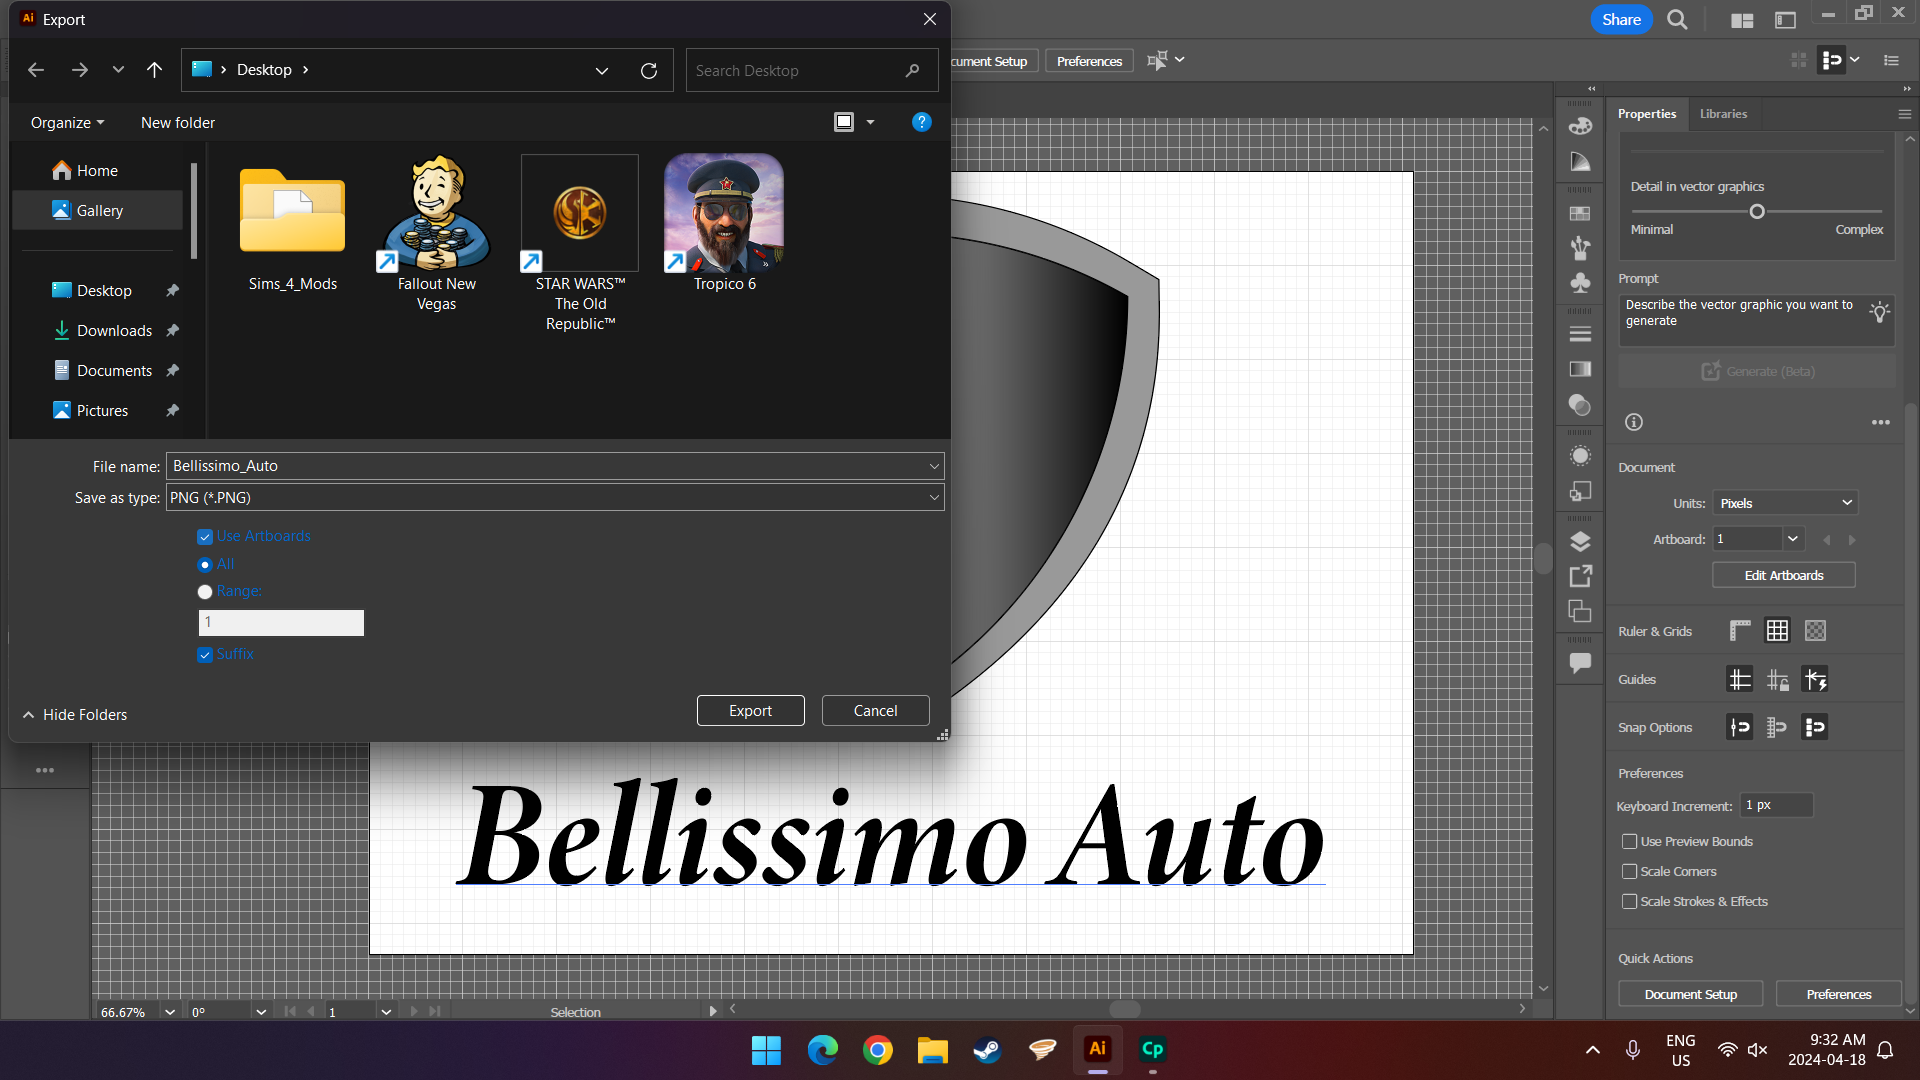 Ai Export
Share
Desktop
Search Desktop
cument Setup
Preferences
Organize
New folder
?
Home
Gallery
Desktop
Downloads
Documents
Pictures
Sims_4_Mods
Fallout New
Vegas
STAR WARS™
The Old
Republic™
Tropico 6
File name: Bellissimo_Auto
Save as type: PNG (*.PNG)
Use Artboards
All
Range:
1
Suffix
Hide Folders
Export
Cancel
Properties
Libraries
Detail in vector graphics
Minimal
Complex
Prompt
Describe the vector graphic you want to
generate
Generate (Beta)
Document
Units: Pixels
Artboard: 1
Edit Artboards
Ruler & Grids
Guides
Snap Options
Preferences
Keyboard Increment: 1 px
Use Preview Bounds
Scale Corners
Scale Strokes & Effects
Quick Actions
Document Setup
Preferences
Bellissimo Auto
66.67%
0°
1
Selection
Ai
Cp
ENG
US
9:32 AM
2024-04-18